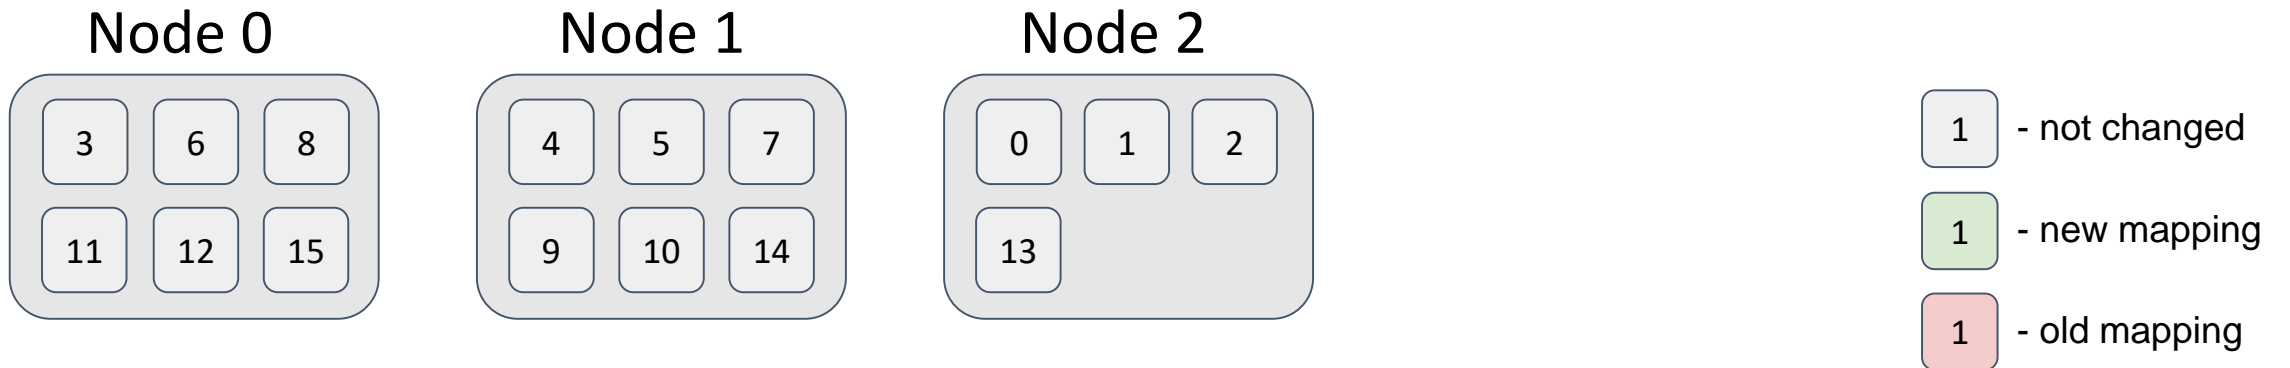 Node 0 Node 1 Node 2
3 6 8 4 5 7 0 1 2
11 12 15 9 10 14 13
1 - not changed
1 - new mapping
1 - old mapping